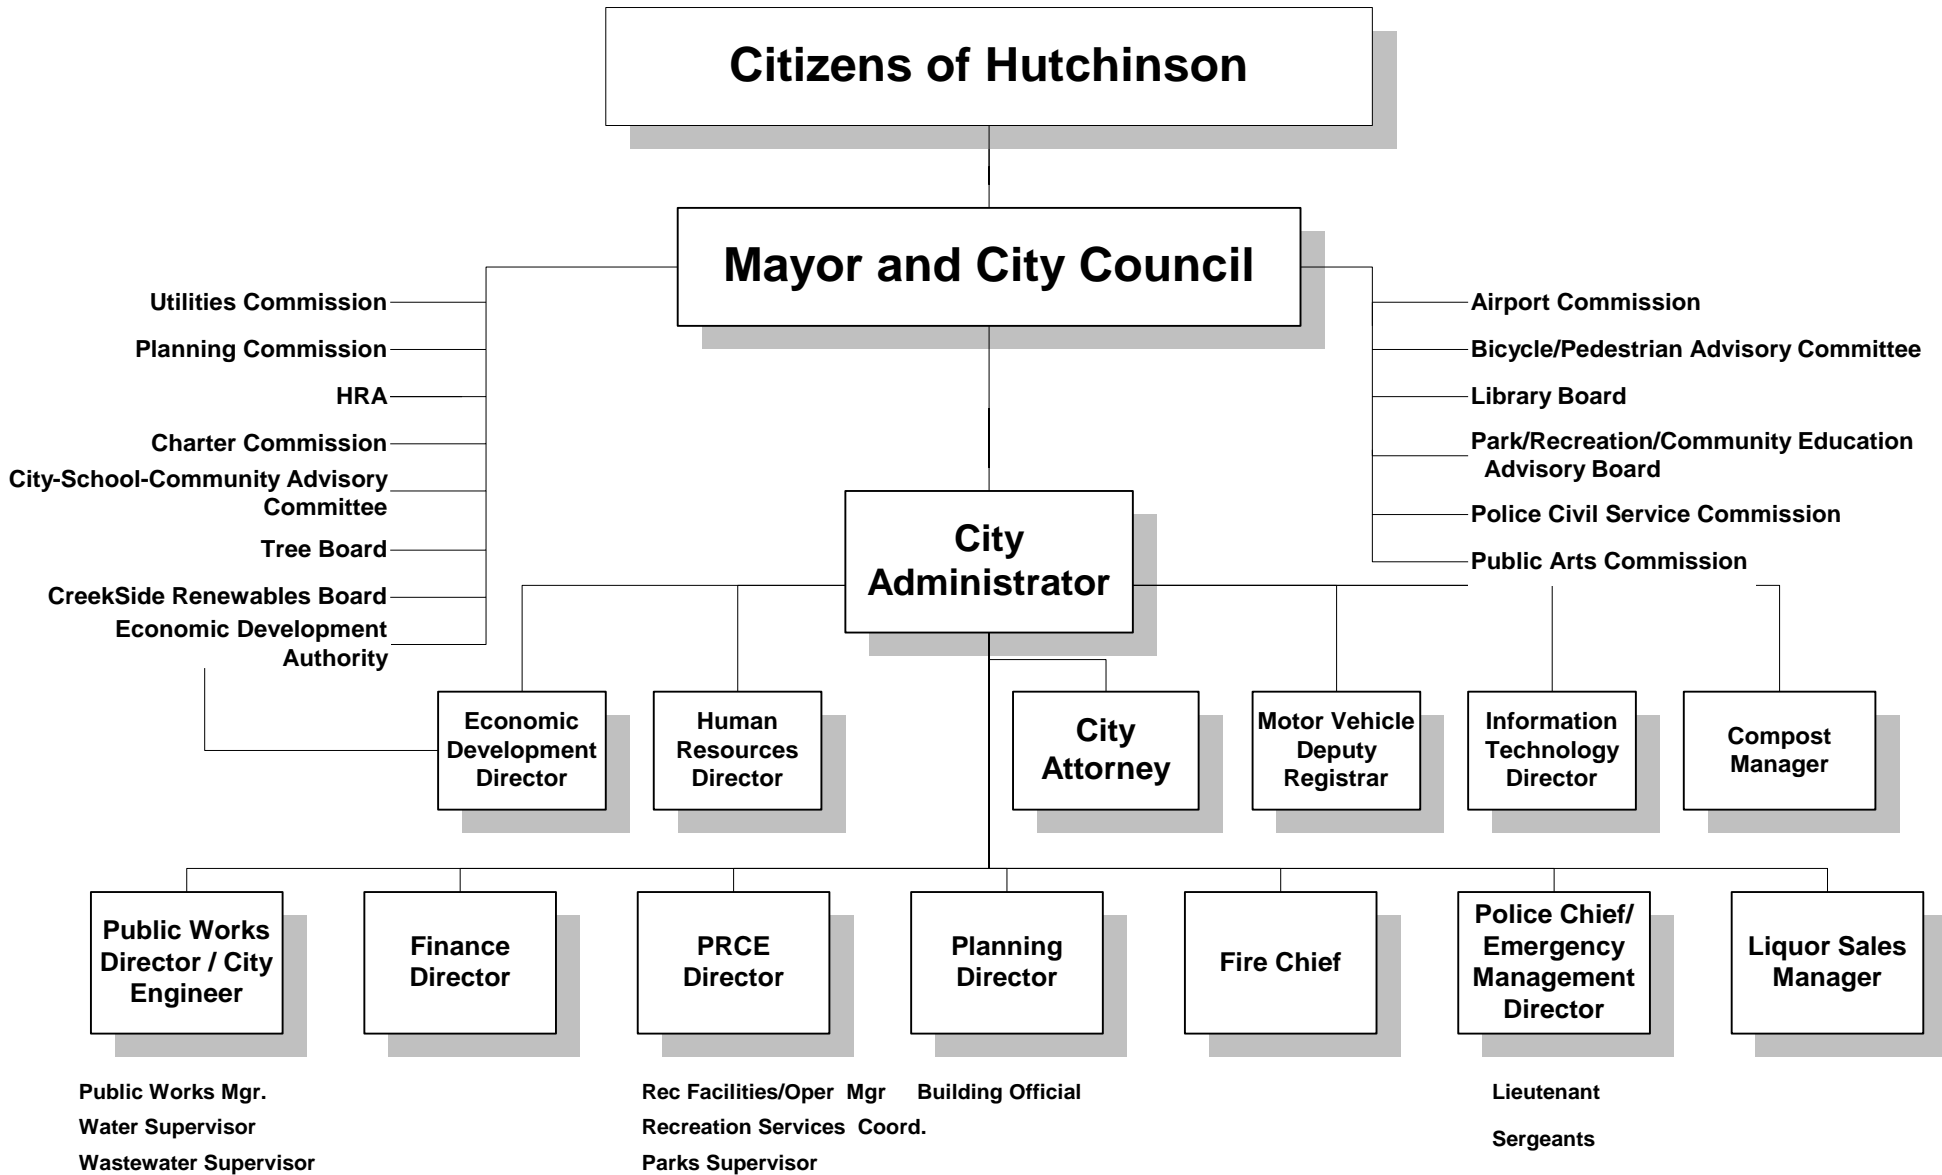 Citizens of Hutchinson
Mayor and City Council
Utilities Commission
Planning Commission
HRA
Charter Commission
City-School-Community Advisory
Committee
Tree Board
CreekSide Renewables Board
Economic Development
Authority
Airport Commission
Bicycle/Pedestrian Advisory Committee
Library Board
Park/Recreation/Community Education
Advisory Board
Police Civil Service Commission
Public Arts Commission
City
Administrator
Economic
Development
Director
Human
Resources
Director
City
Attorney
Motor Vehicle
Deputy
Registrar
Information
Technology
Director
Compost
Manager
Public Works
Director / City
Engineer
Finance
Director
PRCE
Director
Planning
Director
Fire Chief
Police Chief/
Emergency
Management
Director
Liquor Sales
Manager
Public Works Mgr.
Water Supervisor
Wastewater Supervisor
Rec Facilities/Oper Mgr
Recreation Services Coord.
Parks Supervisor
Building Official
Lieutenant
Sergeants